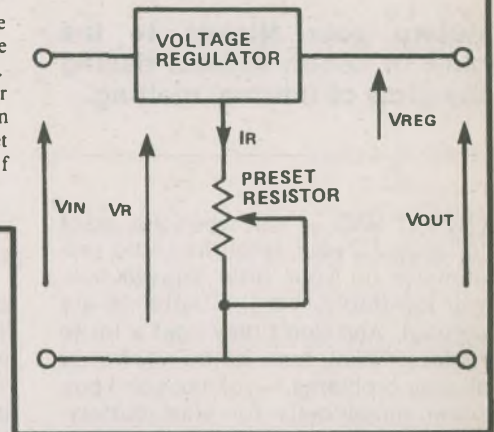 VOLTAGE
REGULATOR
IR
VREG
PRESET
RESISTOR
VIN
VR
VOUT